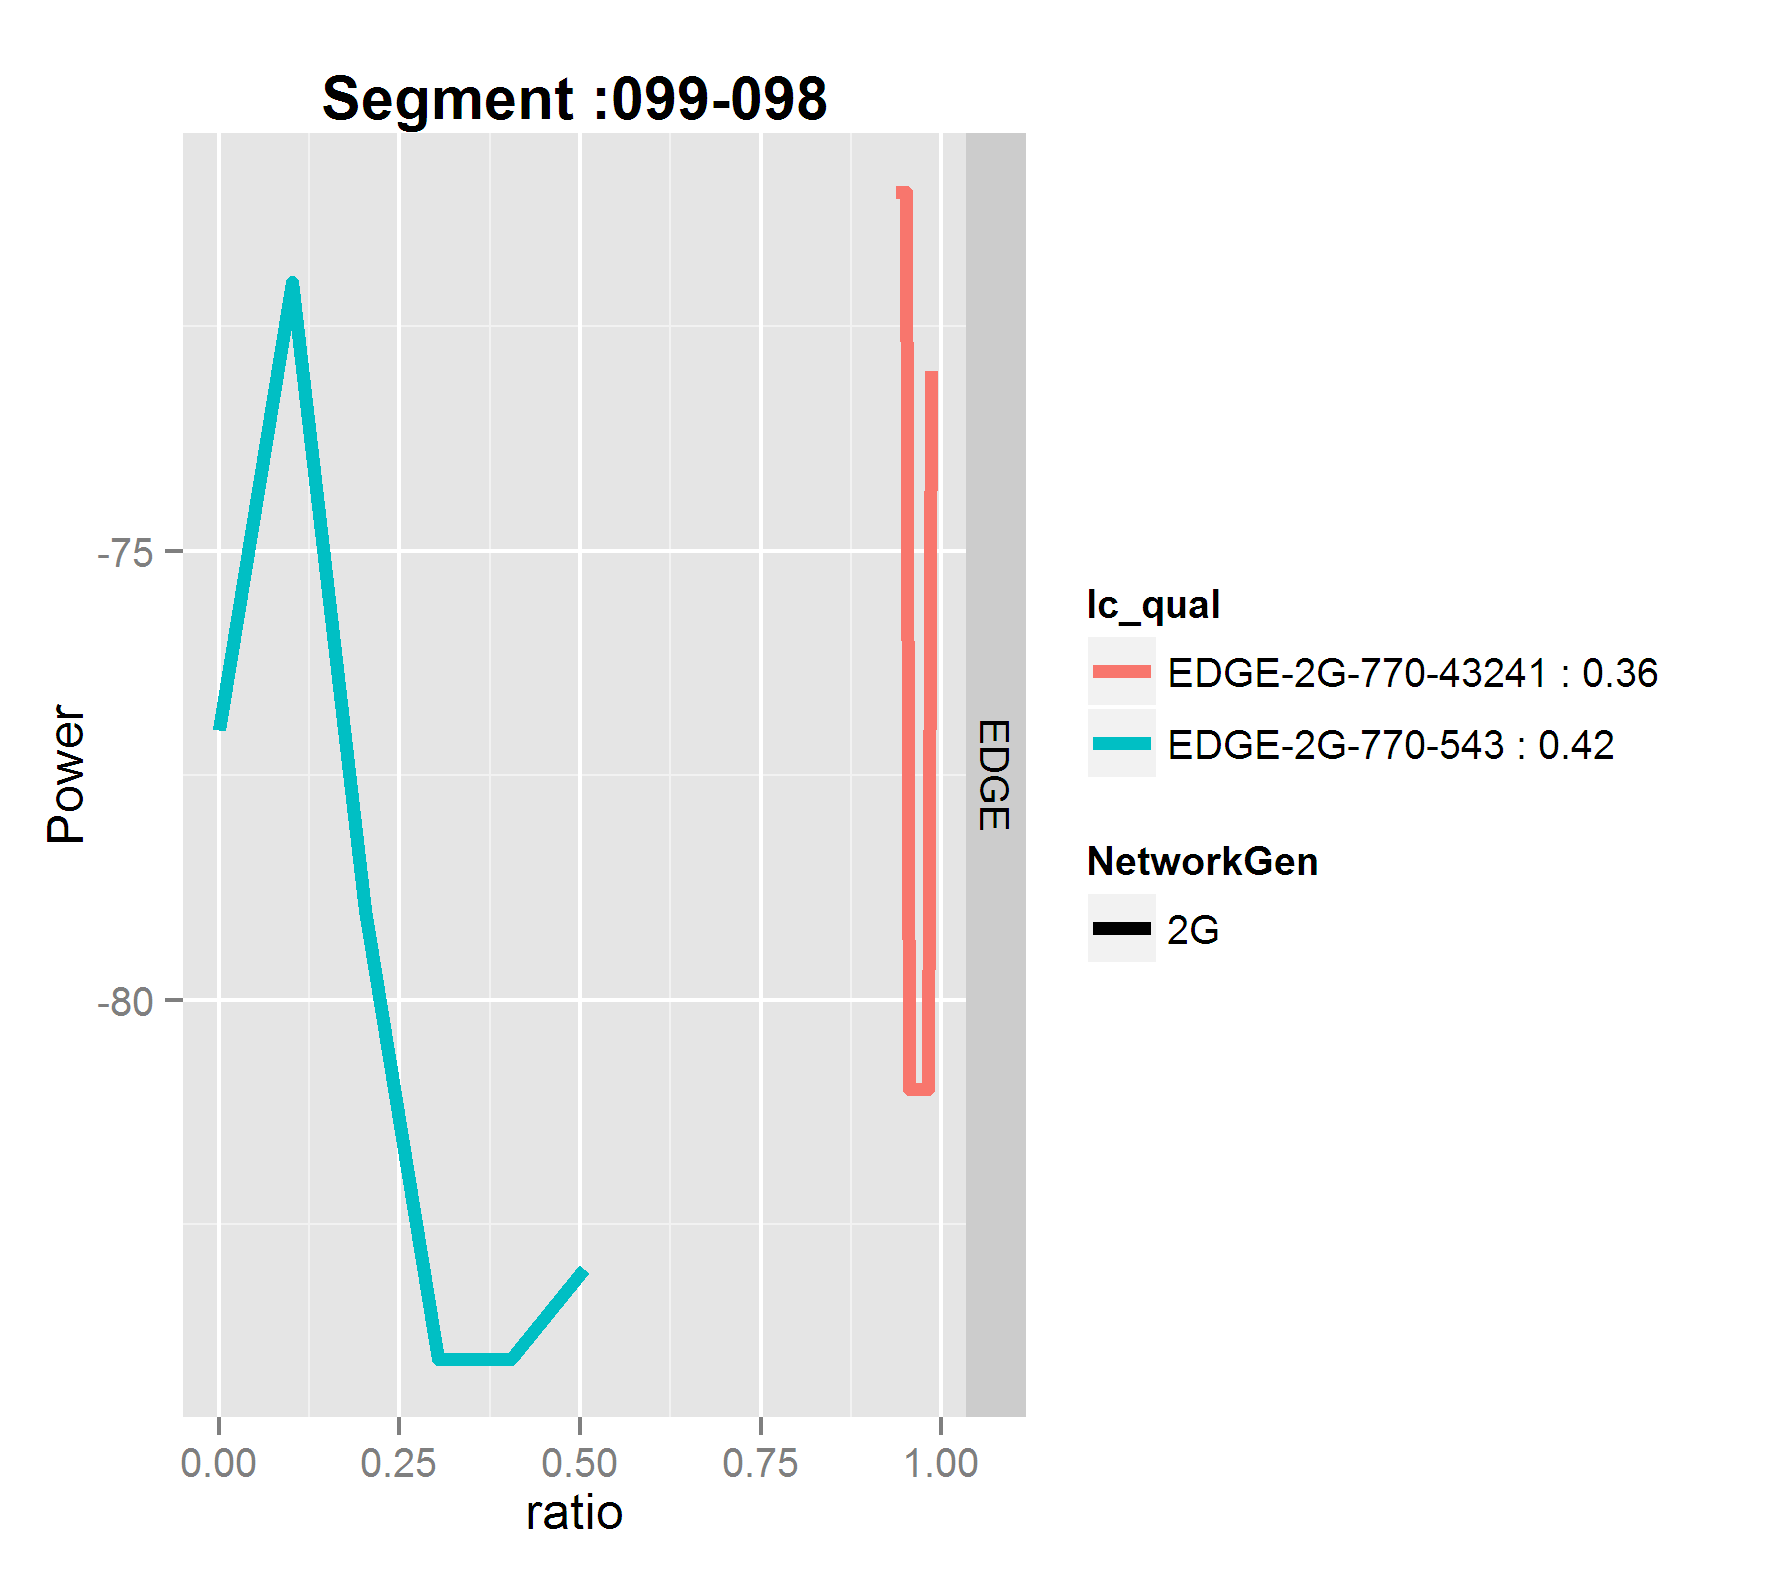 Segment :099-098
Power
-75
-80
0.00 0.25 0.50 0.75 1.00
ratio
EDGE
lc_qual
EDGE-2G-770-43241 : 0.36
EDGE-2G-770-543 : 0.42
NetworkGen
2G